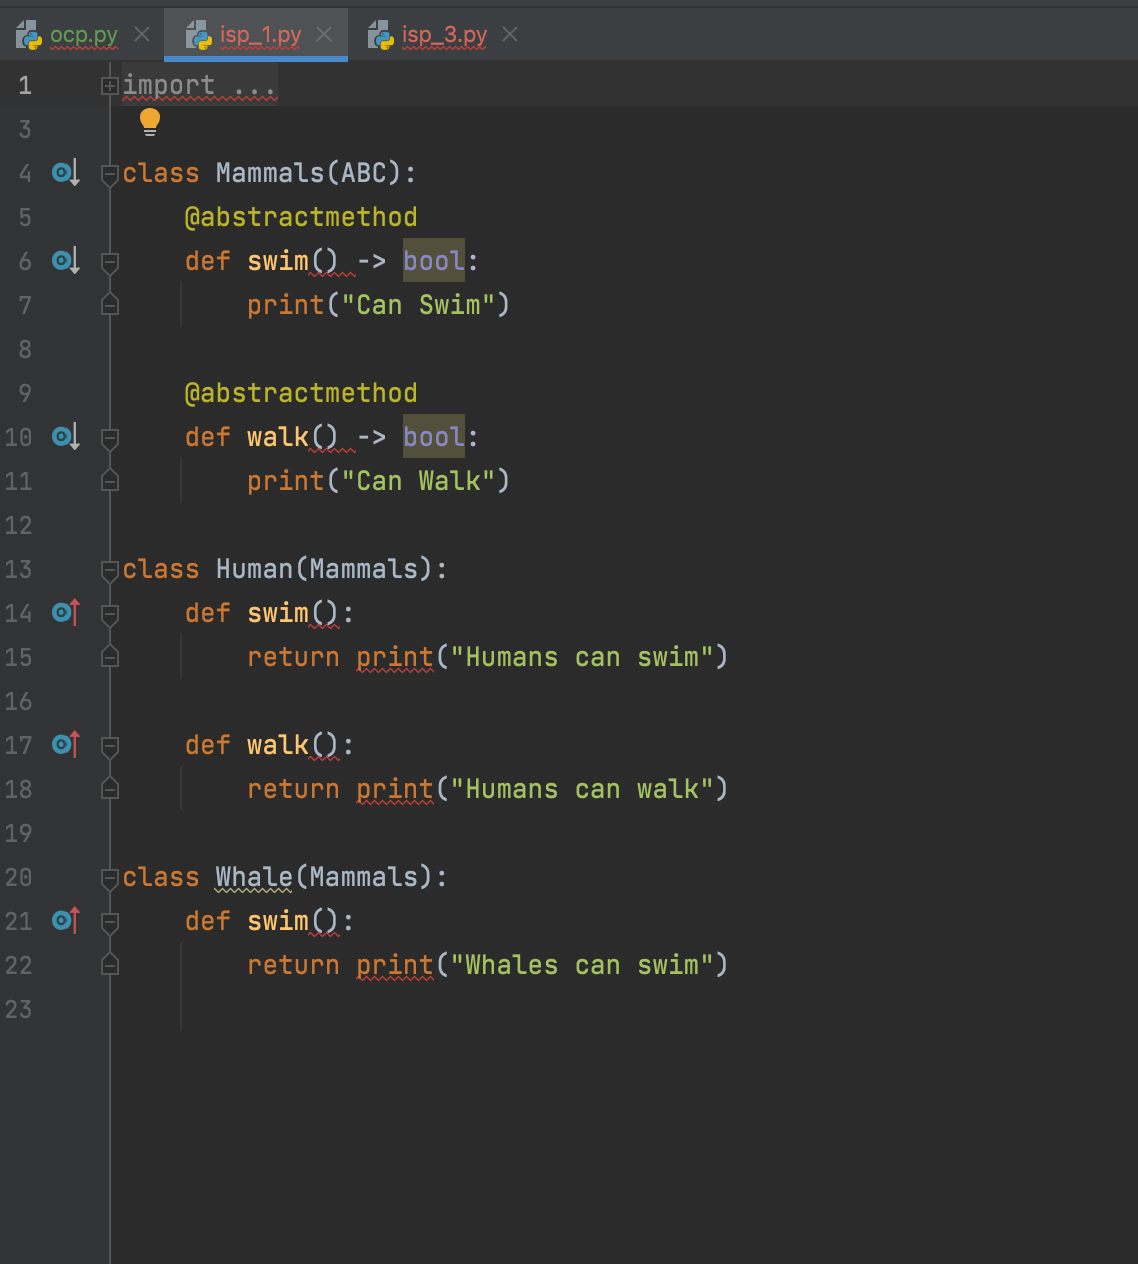 ocp.py isp_1.py isp_3.py
1 import ...
3
4 class Mammals(ABC):
5     @abstractmethod
6     def swim() -> bool:
7         print("Can Swim")
8
9     @abstractmethod
10     def walk() -> bool:
11         print("Can Walk")
12
13 class Human(Mammals):
14     def swim():
15         return print("Humans can swim")
16
17     def walk():
18         return print("Humans can walk")
19
20 class Whale(Mammals):
21     def swim():
22         return print("Whales can swim")
23